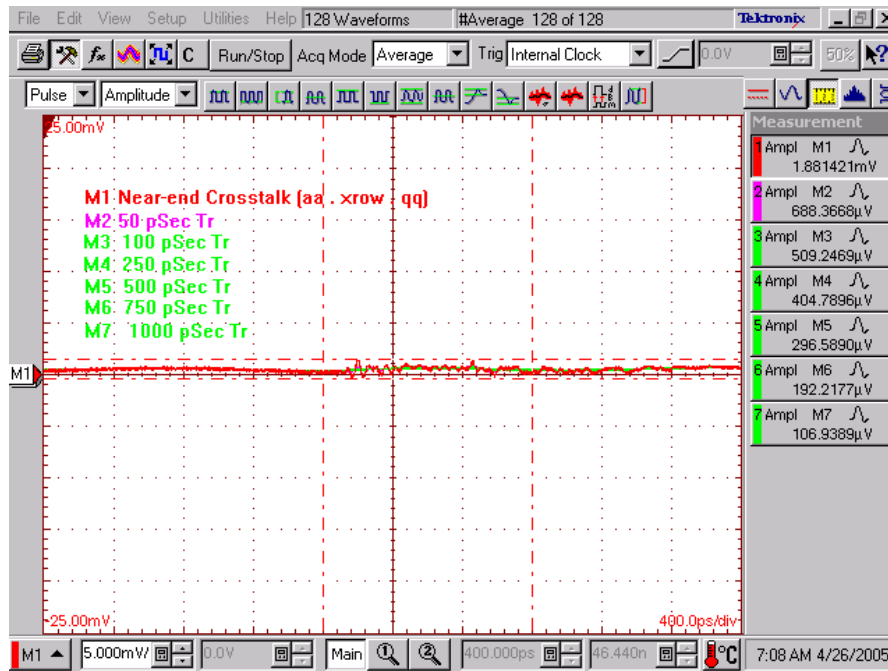 File Edit View Setup Utilities Help 128 Waveforms #Average 128 of 128 Tektronix
C Run/Stop Acq Mode Average Trig Internal Clock 0.0V 50% ?
Pulse Amplitude
25.00mV
M1 Near-end Crosstalk (aa . xrow . qq)
M2 50 pSec Tr
M3 100 pSec Tr
M4 250 pSec Tr
M5 500 pSec Tr
M6 750 pSec Tr
M7 1000 pSec Tr
M1
-25.00mV
400.0ps/div
Measurement
1 Ampl M1
1.881421mV
2 Ampl M2
688.3668µV
3 Ampl M3
509.2469µV
4 Ampl M4
404.7896µV
5 Ampl M5
296.5890µV
6 Ampl M6
192.2177µV
7 Ampl M7
106.9389µV
M1 5.000mV/ 0.0V Main 1 2 400.000ps 46.440n °C 7:08 AM 4/26/2005